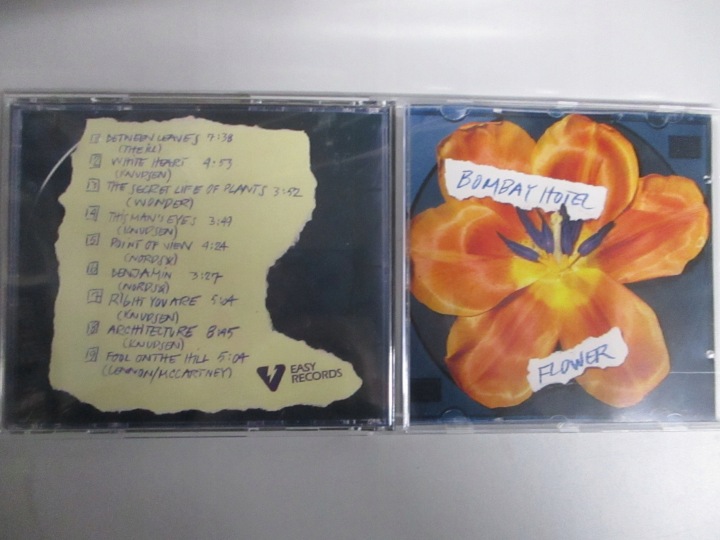 1 BETWEEN LEAVES 7:38
(THERL)
2 WHITE HEART 4:53
(KNUDSEN)
3 THE SECRET LIFE OF PLANTS 3:52
(WONDER)
4 THIS MAN'S EYES 3:49
(KNUDSEN)
5 POINT OF VIEW 4:24
6 BENJAMIN 3:27
7 RIGHT YOU ARE 5:04
(KNUDSEN)
8 ARCHITECTURE 8:45
(KNUDSEN)
9 FOOL ON THE HILL 5:04
(LENNON/McCARTNEY)
EASY
RECORDS
BOMBAY HOTEL
FLOWER